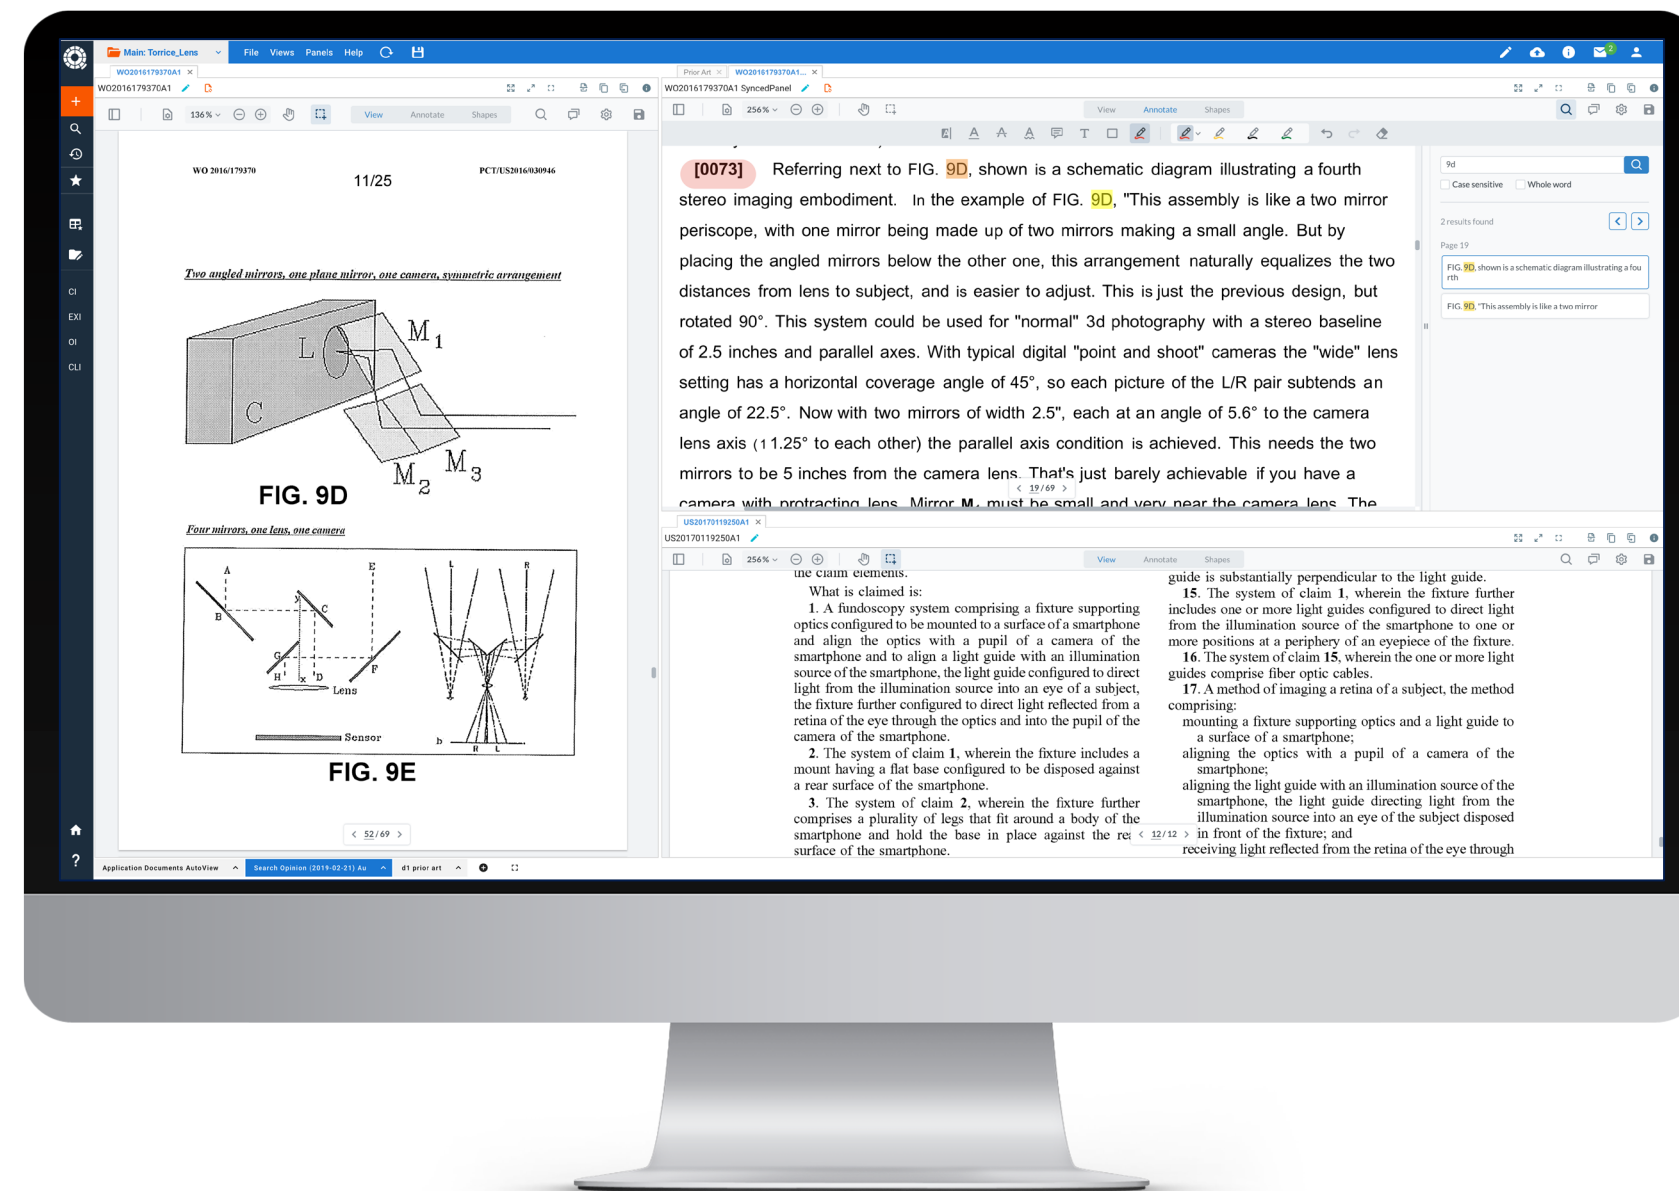 Main: Torrice_Lens
File Views Panels Help
2
WO2016179370A1 ×
WO2016179370A1
136%
View Annotate Shapes
WO 2016/179370
11/25
PCT/US2016/030946
Two angled mirrors, one plane mirror, one camera, symmetric arrangement
L
C
M1
M2
M3
FIG. 9D
Four mirrors, one lens, one camera
A
B
y
C
E
G
F
H x D
Lens
Sensor
L R
b
R L
FIG. 9E
52/69
CI
EXI
OI
CLI
?
Application Documents AutoView
Search Opinion (2019-02-21) Au
d1 prior art
Prior Art × WO2016179370A1... ×
WO2016179370A1 SyncedPanel
256%
View Annotate Shapes
[0073] Referring next to FIG. 9D, shown is a schematic diagram illustrating a fourth
stereo imaging embodiment. In the example of FIG. 9D, "This assembly is like a two mirror
periscope, with one mirror being made up of two mirrors making a small angle. But by
placing the angled mirrors below the other one, this arrangement naturally equalizes the two
distances from lens to subject, and is easier to adjust. This is just the previous design, but
rotated 90°. This system could be used for "normal" 3d photography with a stereo baseline
of 2.5 inches and parallel axes. With typical digital "point and shoot" cameras the "wide" lens
setting has a horizontal coverage angle of 45°, so each picture of the L/R pair subtends an
angle of 22.5°. Now with two mirrors of width 2.5", each at an angle of 5.6° to the camera
lens axis (11.25° to each other) the parallel axis condition is achieved. This needs the two
mirrors to be 5 inches from the camera lens. That's just barely achievable if you have a
camera with protracting lens. Mirror M1 must be small and very near the camera lens. The
19/69
9d
Case sensitive Whole word
2 results found
Page 19
FIG. 9D, shown is a schematic diagram illustrating a fou
rth
FIG. 9D, "This assembly is like a two mirror
US20170119250A1 ×
US20170119250A1
256%
View Annotate Shapes
the claim elements.
What is claimed is:
1. A fundoscopy system comprising a fixture supporting
optics configured to be mounted to a surface of a smartphone
and align the optics with a pupil of a camera of the
smartphone and to align a light guide with an illumination
source of the smartphone, the light guide configured to direct
light from the illumination source into an eye of a subject,
the fixture further configured to direct light reflected from a
retina of the eye through the optics and into the pupil of the
camera of the smartphone.
2. The system of claim 1, wherein the fixture includes a
mount having a flat base configured to be disposed against
a rear surface of the smartphone.
3. The system of claim 2, wherein the fixture further
comprises a plurality of legs that fit around a body of the
smartphone and hold the base in place against the
surface of the smartphone.
guide is substantially perpendicular to the light guide.
15. The system of claim 1, wherein the fixture further
includes one or more light guides configured to direct light
from the illumination source of the smartphone to one or
more positions at a periphery of an eyepiece of the fixture.
16. The system of claim 15, wherein the one or more light
guides comprise fiber optic cables.
17. A method of imaging a retina of a subject, the method
comprising:
mounting a fixture supporting optics and a light guide to
a surface of a smartphone;
aligning the optics with a pupil of a camera of the
smartphone;
aligning the light guide with an illumination source of the
smartphone, the light guide directing light from the
illumination source into an eye of the subject disposed
in front of the fixture; and
receiving light reflected from the retina of the eye through
12/12